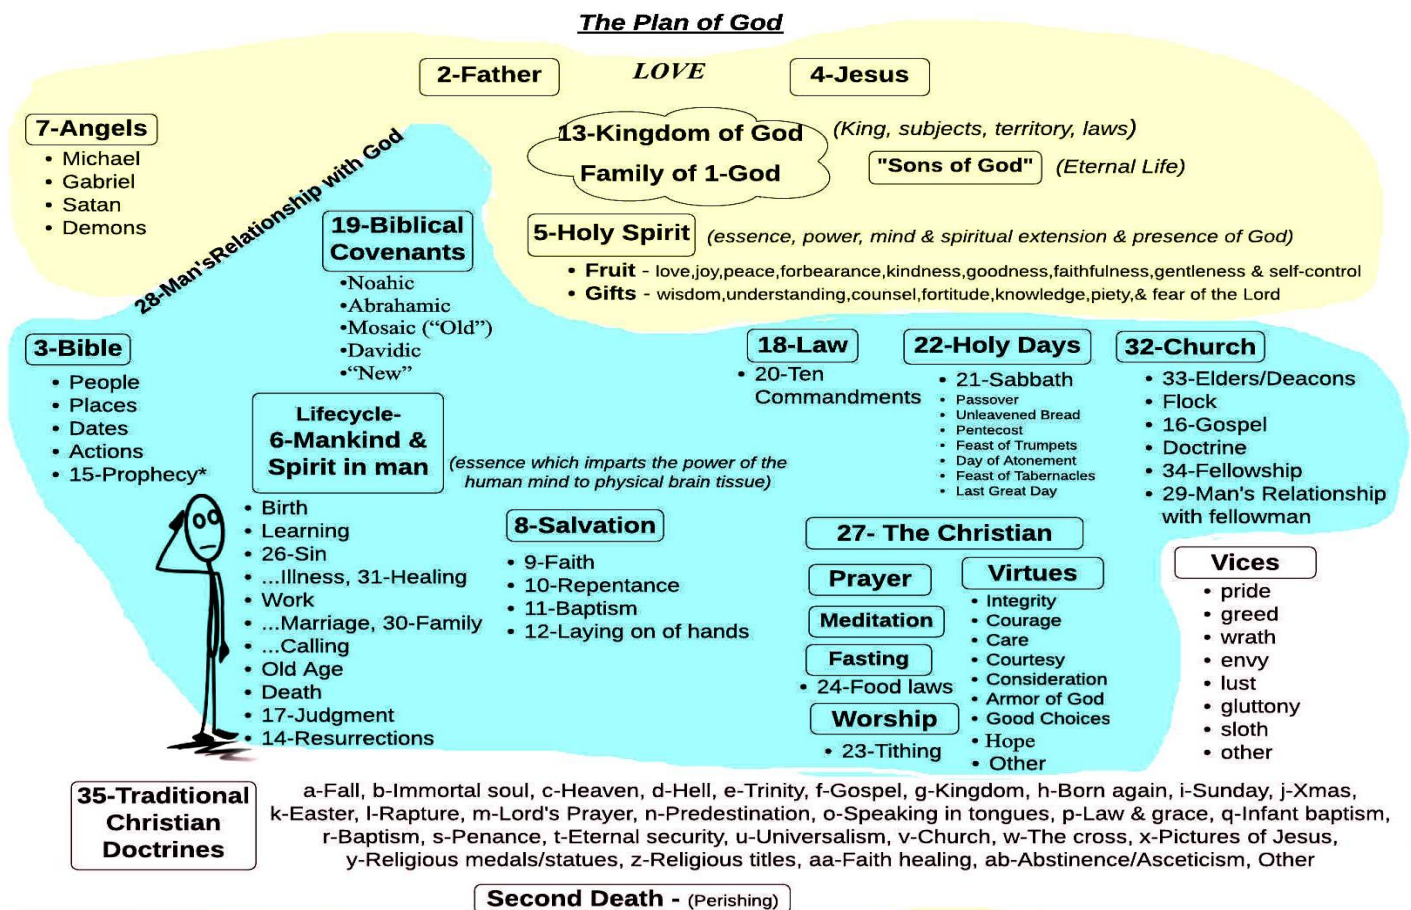 The Plan of God
2-Father
LOVE
4-Jesus
7-Angels
• Michael
• Gabriel
• Satan
• Demons
28-Man'sRelationship with God
13-Kingdom of God
Family of 1-God
(King, subjects, territory, laws)
"Sons of God" (Eternal Life)
19-Biblical
Covenants
•Noahic
•Abrahamic
•Mosaic (“Old”)
•Davidic
•“New”
5-Holy Spirit (essence, power, mind & spiritual extension & presence of God)
• Fruit - love,joy,peace,forbearance,kindness,goodness,faithfulness,gentleness & self-control
• Gifts - wisdom,understanding,counsel,fortitude,knowledge,piety,& fear of the Lord
3-Bible
• People
• Places
• Dates
• Actions
• 15-Prophecy*
Lifecycle-
6-Mankind &
Spirit in man
(essence which imparts the power of the
human mind to physical brain tissue)
• Birth
• Learning
• 26-Sin
• ...Illness, 31-Healing
• Work
• ...Marriage, 30-Family
• ...Calling
• Old Age
• Death
• 17-Judgment
• 14-Resurrections
8-Salvation
• 9-Faith
• 10-Repentance
• 11-Baptism
• 12-Laying on of hands
18-Law
• 20-Ten
Commandments
22-Holy Days
• 21-Sabbath
• Passover
• Unleavened Bread
• Pentecost
• Feast of Trumpets
• Day of Atonement
• Feast of Tabernacles
• Last Great Day
32-Church
• 33-Elders/Deacons
• Flock
• 16-Gospel
• Doctrine
• 34-Fellowship
• 29-Man's Relationship
with fellowman
27- The Christian
Prayer
Meditation
Fasting
• 24-Food laws
Worship
• 23-Tithing
Virtues
• Integrity
• Courage
• Care
• Courtesy
• Consideration
• Armor of God
• Good Choices
• Hope
• Other
Vices
• pride
• greed
• wrath
• envy
• lust
• gluttony
• sloth
• other
35-Traditional
Christian
Doctrines
a-Fall, b-Immortal soul, c-Heaven, d-Hell, e-Trinity, f-Gospel, g-Kingdom, h-Born again, i-Sunday, j-Xmas,
k-Easter, l-Rapture, m-Lord's Prayer, n-Predestination, o-Speaking in tongues, p-Law & grace, q-Infant baptism,
r-Baptism, s-Penance, t-Eternal security, u-Universalism, v-Church, w-The cross, x-Pictures of Jesus,
y-Religious medals/statues, z-Religious titles, aa-Faith healing, ab-Abstinence/Asceticism, Other
Second Death - (Perishing)